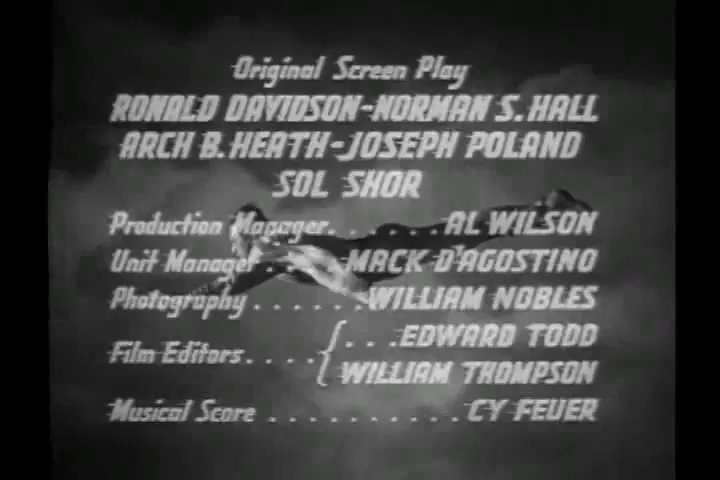 Original Screen Play
RONALD DAVIDSON-NORMAN S. HALL
ARCH B. HEATH-JOSEPH POLAND
SOL SHOR
Production Manager. . . . . . . AL WILSON
Unit Manager . . . . . MACK D'AGOSTINO
Photography . . . . . . WILLIAM NOBLES
Film Editors. . . . { . . . EDWARD TODD
WILLIAM THOMPSON
Musical Score . . . . . . . . . . CY FEUER